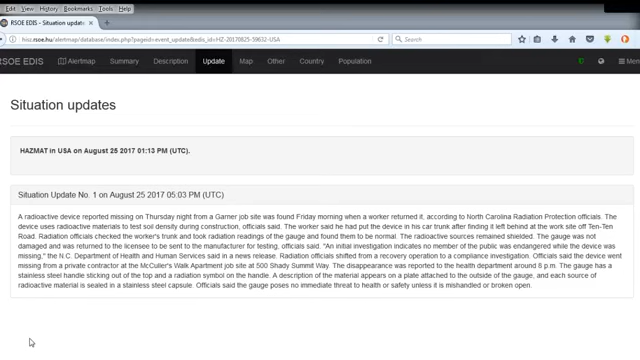 Edit View History Bookmarks Tools Help
RSOE EDIS - Situation update
hisz.rsoe.hu/alertmap/database/index.php?pageid=event_update&edis_id=HZ-20170825-59632-USA
Search
RSOE EDIS Alertmap Summary Description Update Map Other Country Population Men
Situation updates
HAZMAT in USA on August 25 2017 01:13 PM (UTC).
Situation Update No. 1 on August 25 2017 05:03 PM (UTC)
A radioactive device reported missing on Thursday night from a Garner job site was found Friday morning when a worker returned it, according to North Carolina Radiation Protection officials. The
device uses radioactive materials to test soil density during construction, officials said. The worker said he had put the device in his car trunk after finding it left behind at the work site off Ten-Ten
Road. Radiation officials checked the worker's trunk and took radiation readings of the gauge and found them to be normal. The radioactive sources remained shielded. The gauge was not
damaged and was returned to the licensee to be sent to the manufacturer for testing, officials said. "An initial investigation indicates no member of the public was endangered while the device was
missing," the N.C. Department of Health and Human Services said in a news release. Radiation officials shifted from a recovery operation to a compliance investigation. Officials said the device went
missing from a private contractor at the McCuller's Walk Apartment job site at 500 Shady Summit Way. The disappearance was reported to the health department around 8 p.m. The gauge has a
stainless steel handle sticking out of the top and a radiation symbol on the handle. A description of the material appears on a plate attached to the outside of the gauge, and each source of
radioactive material is sealed in a stainless steel capsule. Officials said the gauge poses no immediate threat to health or safety unless it is mishandled or broken open.